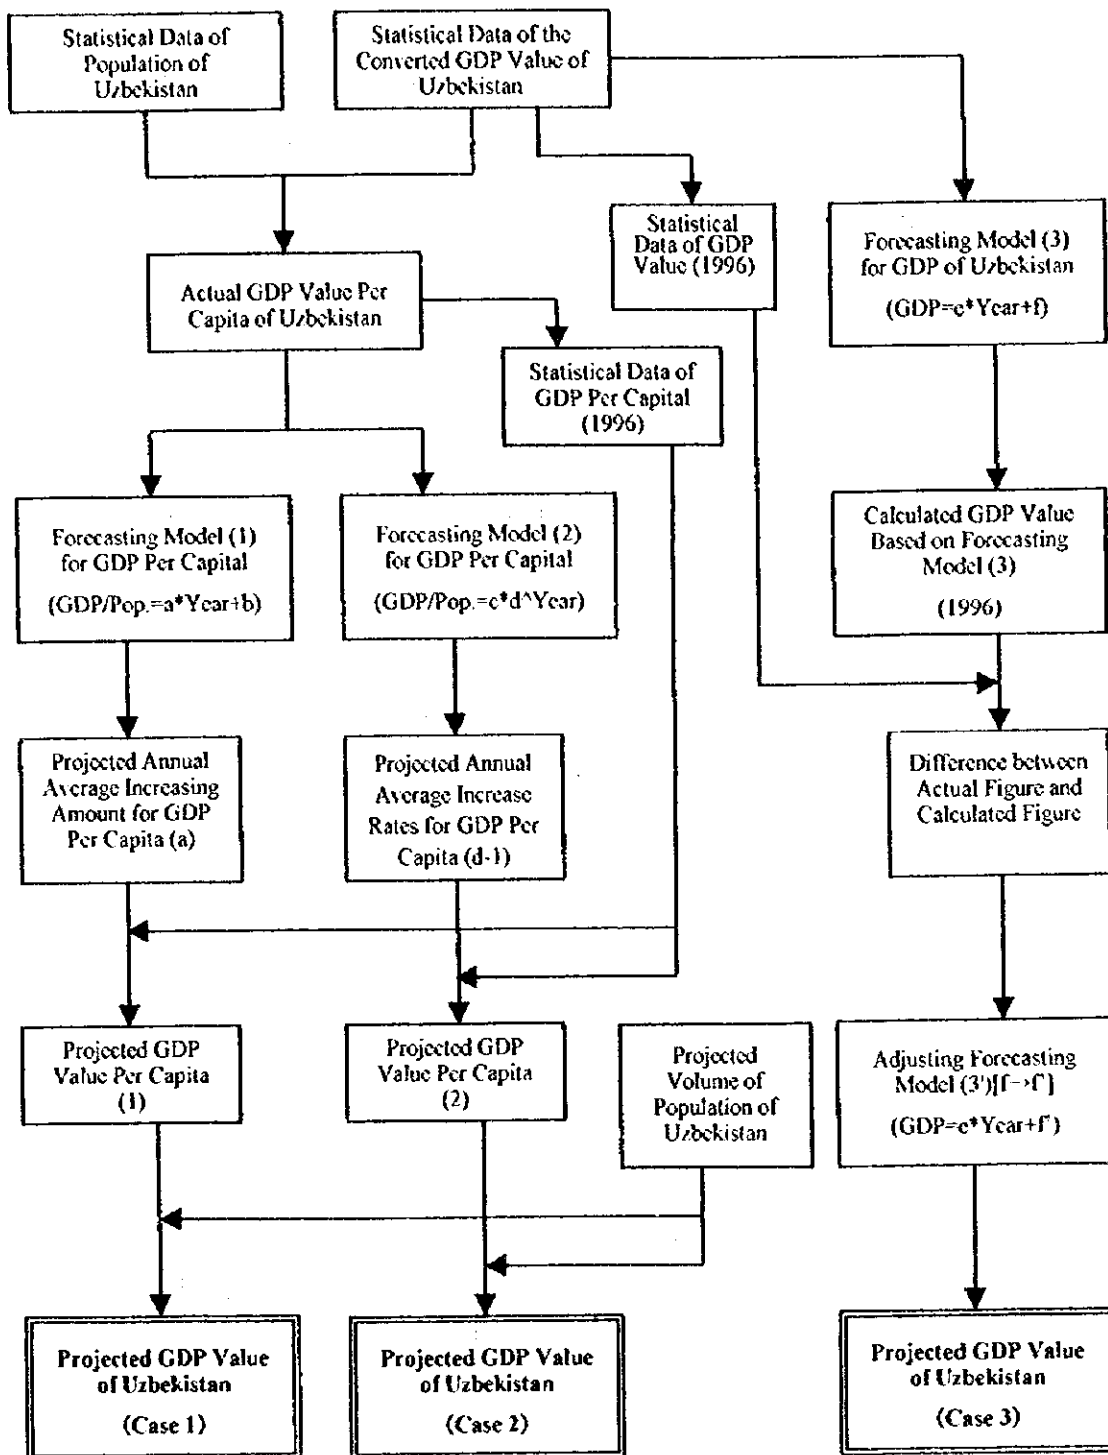 Statistical Data of
Population of
Uzbekistan
Statistical Data of the
Converted GDP Value of
Uzbekistan
Statistical
Data of GDP
Value (1996)
Forecasting Model (3)
for GDP of Uzbekistan
(GDP=e*Year+f)
Actual GDP Value Per
Capita of Uzbekistan
Statistical Data of
GDP Per Capital
(1996)
Forecasting Model (1)
for GDP Per Capital
(GDP/Pop.=a*Year+b)
Forecasting Model (2)
for GDP Per Capital
(GDP/Pop.=c*d^Year)
Calculated GDP Value
Based on Forecasting
Model (3)
(1996)
Projected Annual
Average Increasing
Amount for GDP
Per Capita (a)
Projected Annual
Average Increase
Rates for GDP Per
Capita (d-1)
Difference between
Actual Figure and
Calculated Figure
Projected GDP
Value Per Capita
(1)
Projected GDP
Value Per Capita
(2)
Projected
Volume of
Population of
Uzbekistan
Adjusting Forecasting
Model (3')[f→f']
(GDP=e*Year+f')
Projected GDP Value
of Uzbekistan
(Case 1)
Projected GDP Value
of Uzbekistan
(Case 2)
Projected GDP Value
of Uzbekistan
(Case 3)